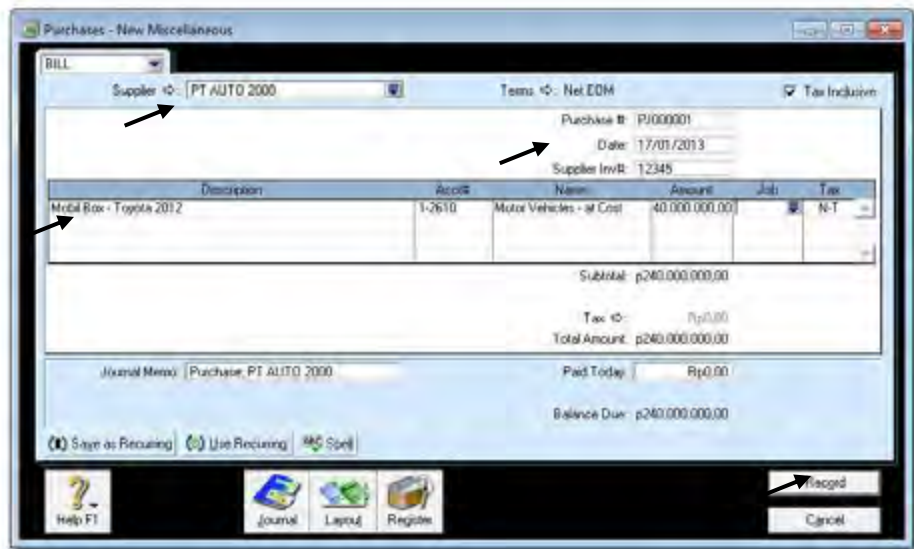 Purchases - New Miscellaneous
BILL
Supplier PT AUTO 2000 Terms Net EOM Tax Inclusive
Purchase #: PJ000001
Date: 17/01/2013
Supplier Inv#: 12345
Description Acct# Name Amount Job Tax
Mobil Box - Toyota 2012 1-2610 Motor Vehicles - at Cost 40.000.000,00 N-T
Subtotal: p240.000.000,00
Tax Rp0,00
Total Amount: p240.000.000,00
Journal Memo: Purchase; PT AUTO 2000 Paid Today: Rp0,00
Balance Due: p240.000.000,00
Save as Recurring Use Recurring ABC Spell
Help F1 Journal Layout Register Record
Cancel